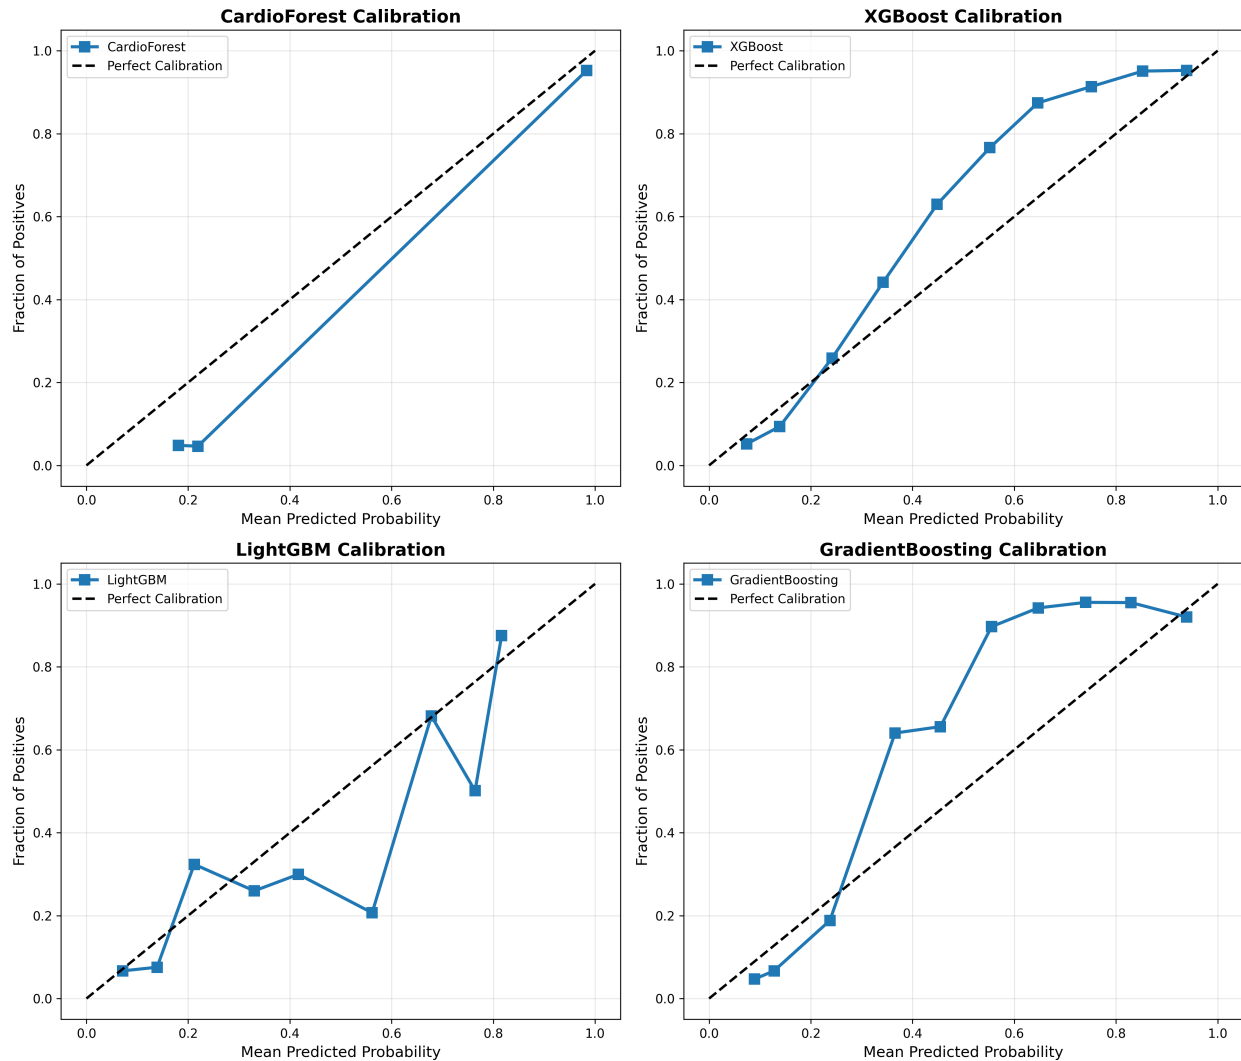 CardioForest Calibration
CardioForest
Perfect Calibration
1.0
0.8
0.6
0.4
0.2
0.0
Fraction of Positives
0.0 0.2 0.4 0.6 0.8 1.0
Mean Predicted Probability
XGBoost Calibration
XGBoost
Perfect Calibration
1.0
0.8
0.6
0.4
0.2
0.0
Fraction of Positives
0.0 0.2 0.4 0.6 0.8 1.0
Mean Predicted Probability
LightGBM Calibration
LightGBM
Perfect Calibration
1.0
0.8
0.6
0.4
0.2
0.0
Fraction of Positives
0.0 0.2 0.4 0.6 0.8 1.0
Mean Predicted Probability
GradientBoosting Calibration
GradientBoosting
Perfect Calibration
1.0
0.8
0.6
0.4
0.2
0.0
Fraction of Positives
0.0 0.2 0.4 0.6 0.8 1.0
Mean Predicted Probability